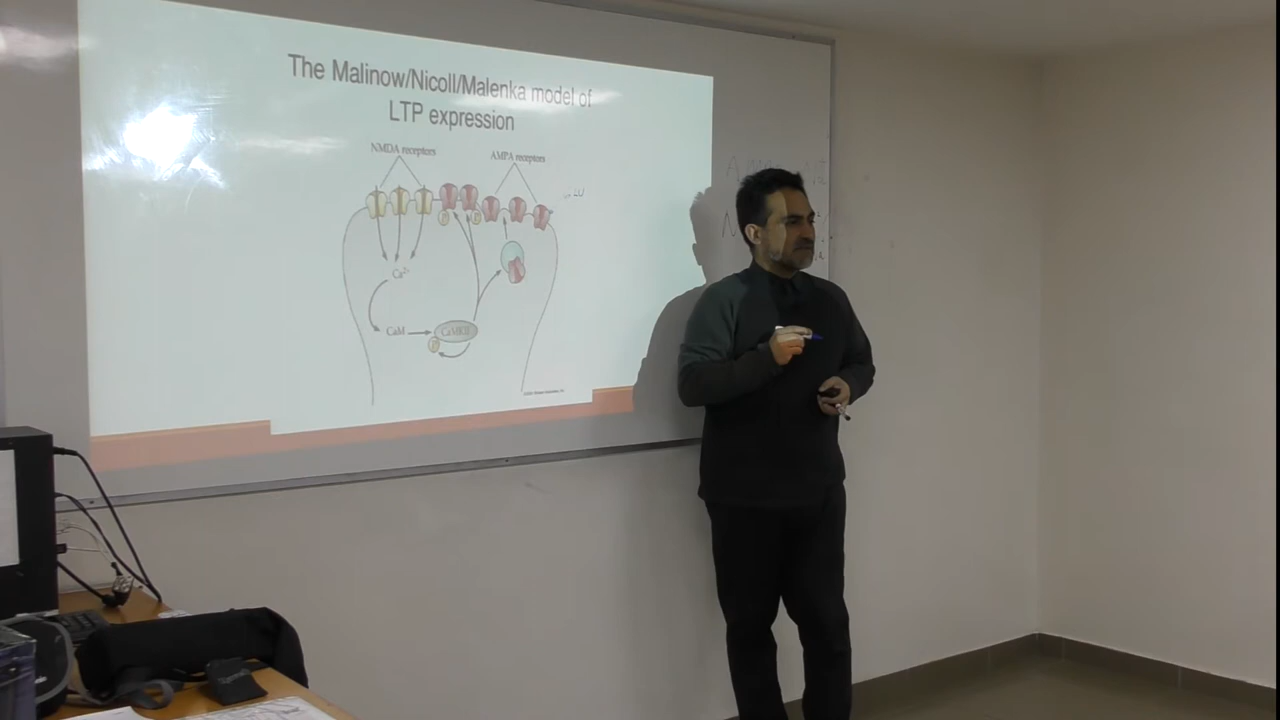 The Malinow/Nicoll/Malenka model of
LTP expression
NMDA receptors
AMPA receptors
P
P
Ca2+
CaM
CaMKII
P